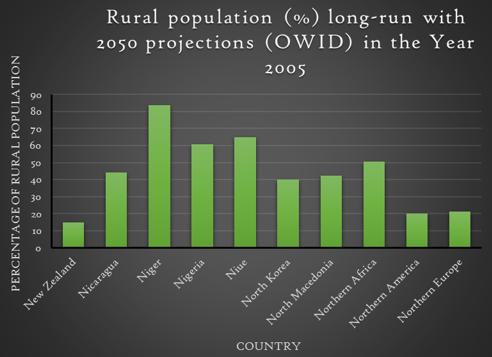 Rural population (%) long-run with
2050 projections (OWID) in the Year
2005
PERCENTAGE OF RURAL POPULATION
90
80
70
60
50
40
30
20
10
0
New Zealand
Nicaragua
Niger
Nigeria
Niue
North Korea
North Macedonia
Northern Africa
Northern America
Northern Europe
COUNTRY